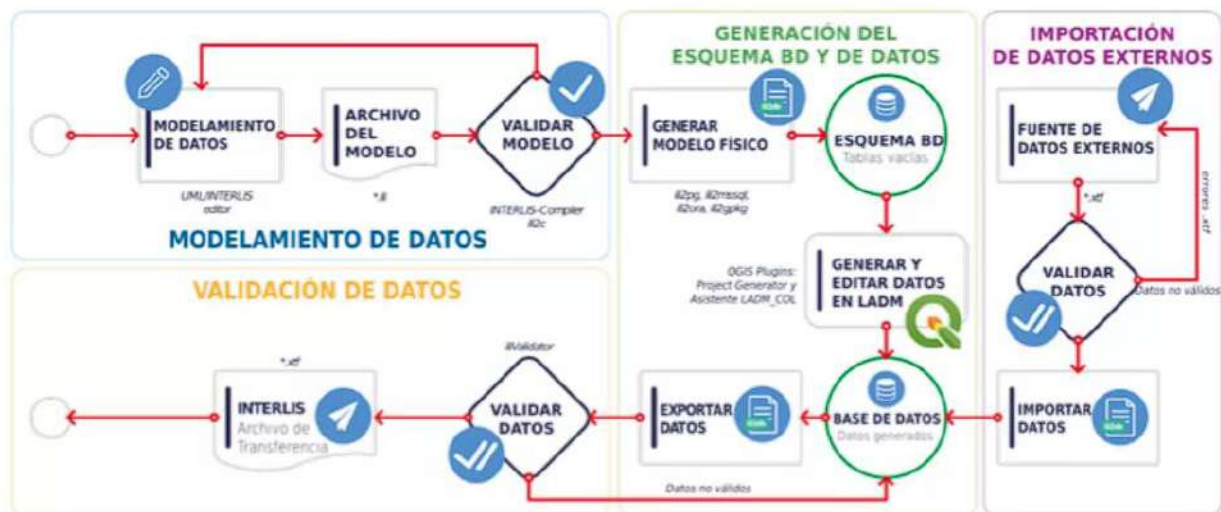 MODELAMIENTO
DE DATOS
UML/INTERLIS
editor
ARCHIVO
DEL
MODELO
*.ili
VALIDAR
MODELO
INTERLIS-Compiler
ili2c
MODELAMIENTO DE DATOS
GENERACIÓN DEL
ESQUEMA BD Y DE DATOS
GENERAR
MODELO FÍSICO
ili2pg, ili2mssql,
ili2ora, ili2gpkg
ESQUEMA BD
Tablas vacías
QGIS Plugins:
Project Generator y
Asistente LADM_COL
GENERAR Y
EDITAR DATOS
EN LADM
BASE DE DATOS
Datos generados
EXPORTAR
DATOS
IMPORTACIÓN
DE DATOS EXTERNOS
FUENTE DE
DATOS EXTERNOS
*.xtf
errores .xtf
VALIDAR
DATOS
Datos no válidos
IMPORTAR
DATOS
VALIDACIÓN DE DATOS
iliValidator
VALIDAR
DATOS
Datos no válidos
*.xtf
INTERLIS
Archivo de
Transferencia